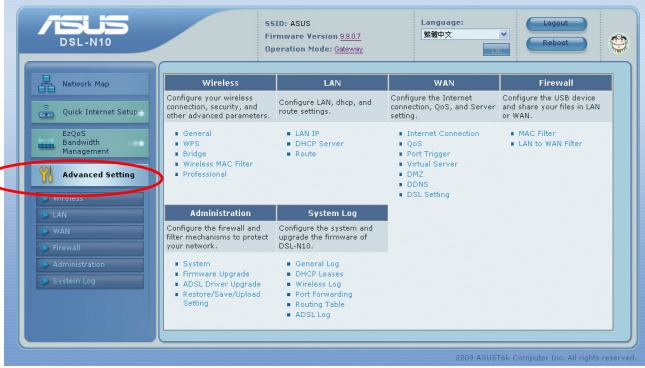 ASUS
DSL-N10
SSID: ASUS
Firmware Version 9.9.0.7
Operation Mode: Gateway
Language:
繁體中文
Logout
Reboot
Network Map
Quick Internet Setup
EzQoS
Bandwidth
Management
Advanced Setting
Wireless
LAN
WAN
Firewall
Administration
System Log
Wireless
Configure your wireless
connection, security, and
other advanced parameters.
General
WPS
Bridge
Wireless MAC Filter
Professional
LAN
Configure LAN, dhcp, and
route settings.
LAN IP
DHCP Server
Route
WAN
Configure the Internet
connection, QoS, and Server
setting.
Internet Connection
QoS
Port Trigger
Virtual Server
DMZ
DDNS
DSL Setting
Firewall
Configure the USB device
and share your files in LAN
or WAN.
MAC Filter
LAN to WAN Filter
Administration
Configure the firewall and
filter mechanisms to protect
your network.
System
Firmware Upgrade
ADSL Driver Upgrade
Restore/Save/Upload
Setting
System Log
Configure the system and
upgrade the firmware of
DSL-N10.
General Log
DHCP Leases
Wireless Log
Port Forwarding
Routing Table
ADSL Log
2009 ASUSTek Computer Inc. All rights reserved.